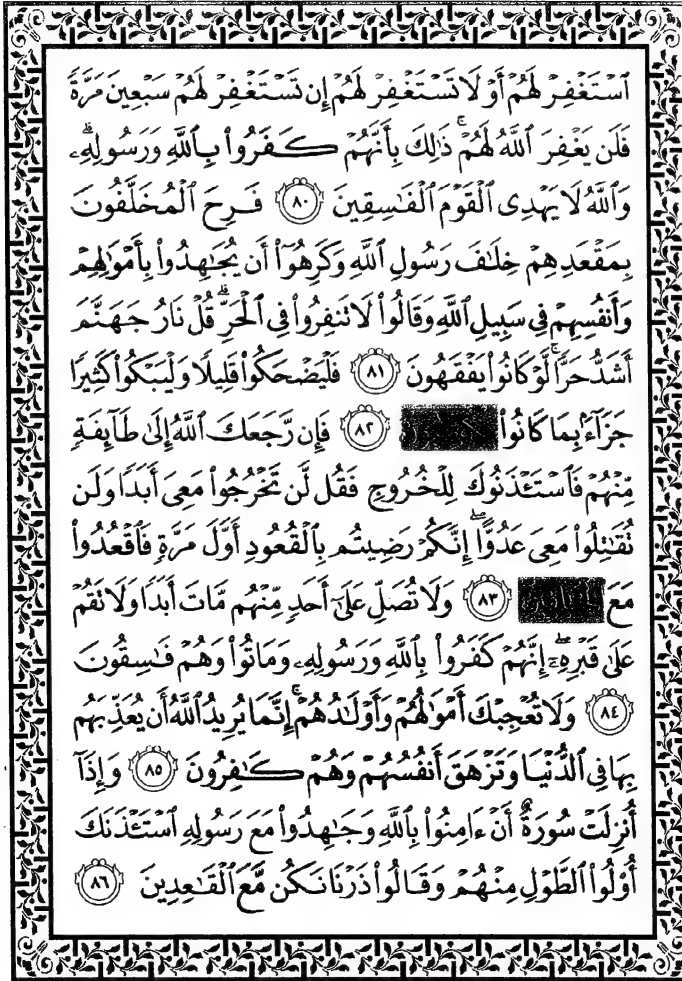 ٱسۡتَغۡفِرۡ لَهُمۡ أَوۡ لَا تَسۡتَغۡفِرۡ لَهُمۡ إِن تَسۡتَغۡفِرۡ لَهُمۡ سَبۡعِينَ مَرَّةٗ
فَلَن يَغۡفِرَ ٱللَّهُ لَهُمۡۚ ذَٰلِكَ بِأَنَّهُمۡ كَفَرُواْ بِٱللَّهِ وَرَسُولِهِۦۗ
وَٱللَّهُ لَا يَهۡدِي ٱلۡقَوۡمَ ٱلۡفَٰسِقِينَ ٨٠ فَرِحَ ٱلۡمُخَلَّفُونَ
بِمَقۡعَدِهِمۡ خِلَٰفَ رَسُولِ ٱللَّهِ وَكَرِهُوٓاْ أَن يُجَٰهِدُواْ بِأَمۡوَٰلِهِمۡ
وَأَنفُسِهِمۡ فِي سَبِيلِ ٱللَّهِ وَقَالُواْ لَا تَنفِرُواْ فِي ٱلۡحَرِّۗ قُلۡ نَارُ جَهَنَّمَ
أَشَدُّ حَرّٗاۚ لَّوۡ كَانُواْ يَفۡقَهُونَ ٨١ فَلۡيَضۡحَكُواْ قَلِيلٗا وَلۡيَبۡكُواْ كَثِيرٗا
جَزَآءَۢ بِمَا كَانُواْ ٨٢ فَإِن رَّجَعَكَ ٱللَّهُ إِلَىٰ طَآئِفَةٖ
مِّنۡهُمۡ فَٱسۡتَـٔۡذَنُوكَ لِلۡخُرُوجِ فَقُل لَّن تَخۡرُجُواْ مَعِيَ أَبَدٗا وَلَن
تُقَٰتِلُواْ مَعِيَ عَدُوًّاۖ إِنَّكُمۡ رَضِيتُم بِٱلۡقُعُودِ أَوَّلَ مَرَّةٖ فَٱقۡعُدُواْ
مَعَ ٨٣ وَلَا تُصَلِّ عَلَىٰٓ أَحَدٖ مِّنۡهُم مَّاتَ أَبَدٗا وَلَا تَقُمۡ
عَلَىٰ قَبۡرِهِۦٓۖ إِنَّهُمۡ كَفَرُواْ بِٱللَّهِ وَرَسُولِهِۦ وَمَاتُواْ وَهُمۡ فَٰسِقُونَ
٨٤ وَلَا تُعۡجِبۡكَ أَمۡوَٰلُهُمۡ وَأَوۡلَٰدُهُمۡۚ إِنَّمَا يُرِيدُ ٱللَّهُ أَن يُعَذِّبَهُم
بِهَا فِي ٱلدُّنۡيَا وَتَزۡهَقَ أَنفُسُهُمۡ وَهُمۡ كَٰفِرُونَ ٨٥ وَإِذَآ
أُنزِلَتۡ سُورَةٌ أَنۡ ءَامِنُواْ بِٱللَّهِ وَجَٰهِدُواْ مَعَ رَسُولِهِ ٱسۡتَـٔۡذَنَكَ
أُوْلُواْ ٱلطَّوۡلِ مِنۡهُمۡ وَقَالُواْ ذَرۡنَا نَكُن مَّعَ ٱلۡقَٰعِدِينَ ٨٦